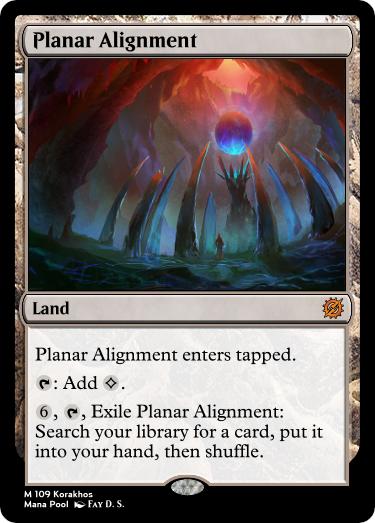 Planar Alignment
Land
Planar Alignment enters tapped.
: Add .
6, , Exile Planar Alignment:
Search your library for a card, put it
into your hand, then shuffle.
M 109 Korakhos
Mana Pool Fay D. S.